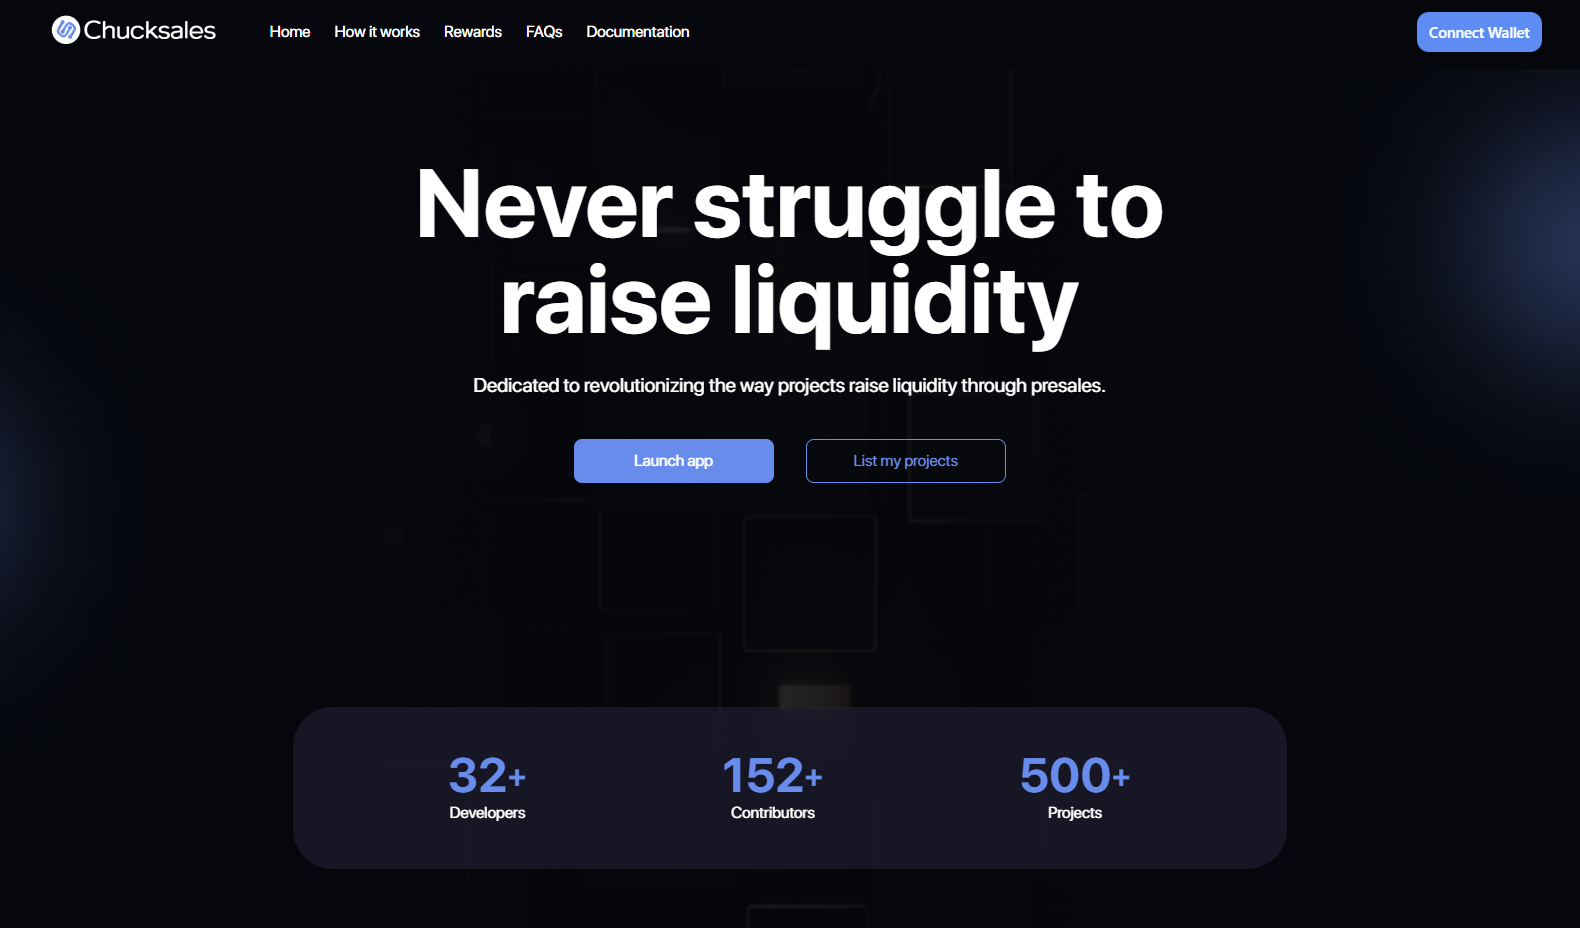 Chucksales
Home How it works Rewards FAQs Documentation
Connect Wallet
Never struggle to
raise liquidity
Dedicated to revolutionizing the way projects raise liquidity through presales.
Launch app List my projects
32+ 152+ 500+
Developers Contributors Projects